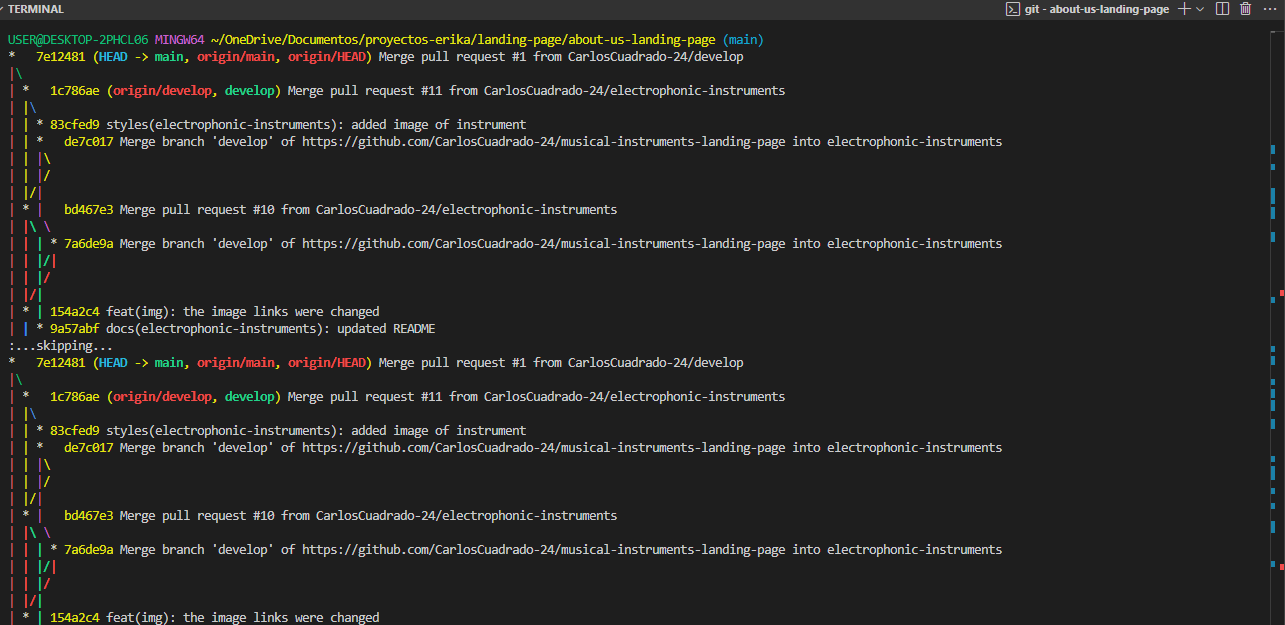 TERMINAL
git - about-us-landing-page
USER@DESKTOP-2PHCL06 MINGW64 ~/OneDrive/Documentos/proyectos-erika/landing-page/about-us-landing-page (main)
*   7e12481 (HEAD -> main, origin/main, origin/HEAD) Merge pull request #1 from CarlosCuadrado-24/develop
|\
| *   1c786ae (origin/develop, develop) Merge pull request #11 from CarlosCuadrado-24/electrophonic-instruments
| |\
| | * 83cfed9 styles(electrophonic-instruments): added image of instrument
| | *   de7c017 Merge branch 'develop' of https://github.com/CarlosCuadrado-24/musical-instruments-landing-page into electrophonic-instruments
| | |\
| | |/
| |/|
| * |   bd467e3 Merge pull request #10 from CarlosCuadrado-24/electrophonic-instruments
| |\ \
| | | * 7a6de9a Merge branch 'develop' of https://github.com/CarlosCuadrado-24/musical-instruments-landing-page into electrophonic-instruments
| | |/|
| | |/
| |/|
| * | 154a2c4 feat(img): the image links were changed
| | * 9a57abf docs(electrophonic-instruments): updated README
:...skipping...
*   7e12481 (HEAD -> main, origin/main, origin/HEAD) Merge pull request #1 from CarlosCuadrado-24/develop
|\
| *   1c786ae (origin/develop, develop) Merge pull request #11 from CarlosCuadrado-24/electrophonic-instruments
| |\
| | * 83cfed9 styles(electrophonic-instruments): added image of instrument
| | *   de7c017 Merge branch 'develop' of https://github.com/CarlosCuadrado-24/musical-instruments-landing-page into electrophonic-instruments
| | |\
| | |/
| |/|
| * |   bd467e3 Merge pull request #10 from CarlosCuadrado-24/electrophonic-instruments
| |\ \
| | | * 7a6de9a Merge branch 'develop' of https://github.com/CarlosCuadrado-24/musical-instruments-landing-page into electrophonic-instruments
| | |/|
| | |/
| |/|
| * | 154a2c4 feat(img): the image links were changed